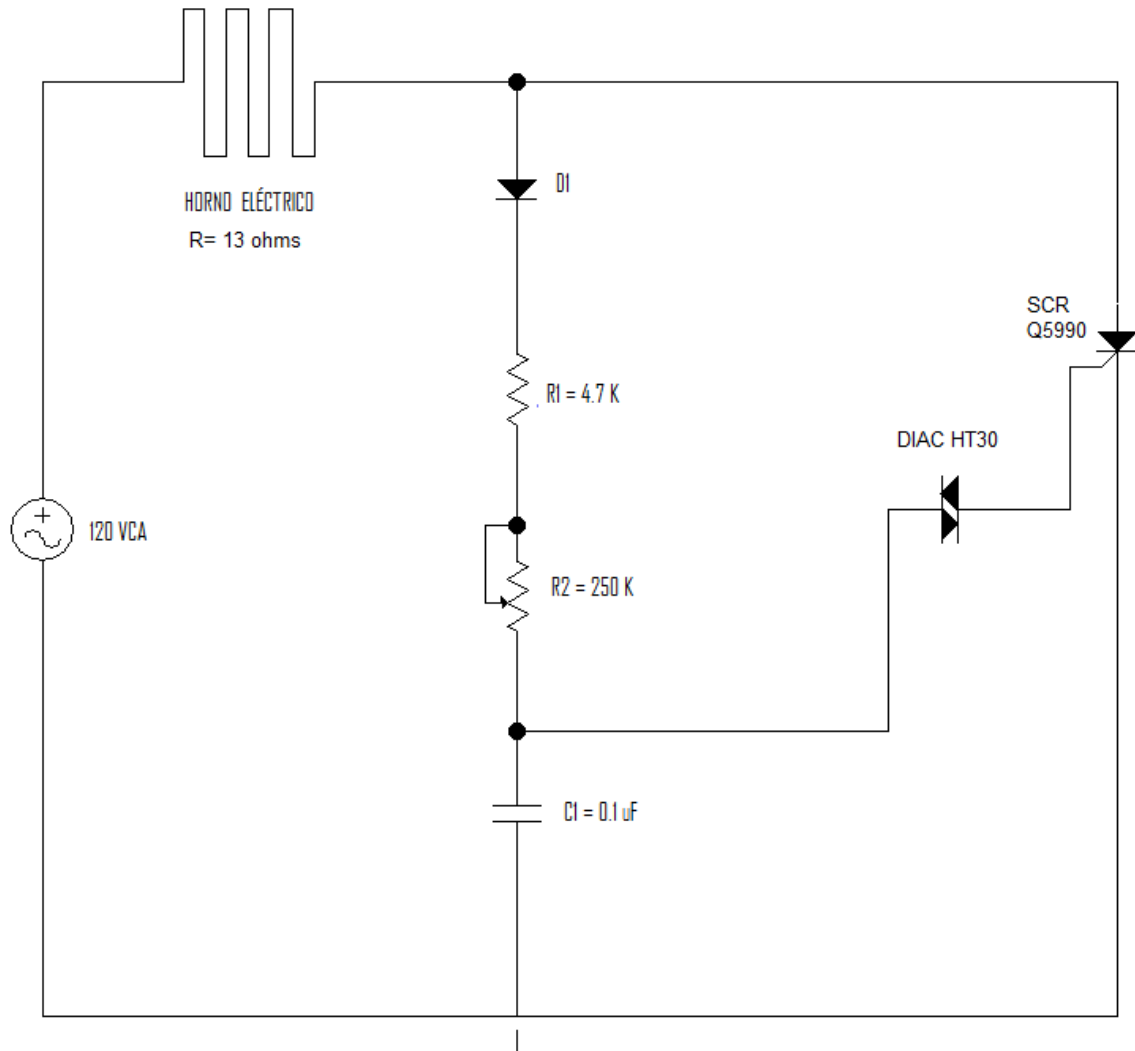 HORNO ELÉCTRICO
R= 13 ohms
D1
SCR
Q5990
R1 = 4.7 K
DIAC HT30
120 VCA
R2 = 250 K
C1 = 0.1 uF